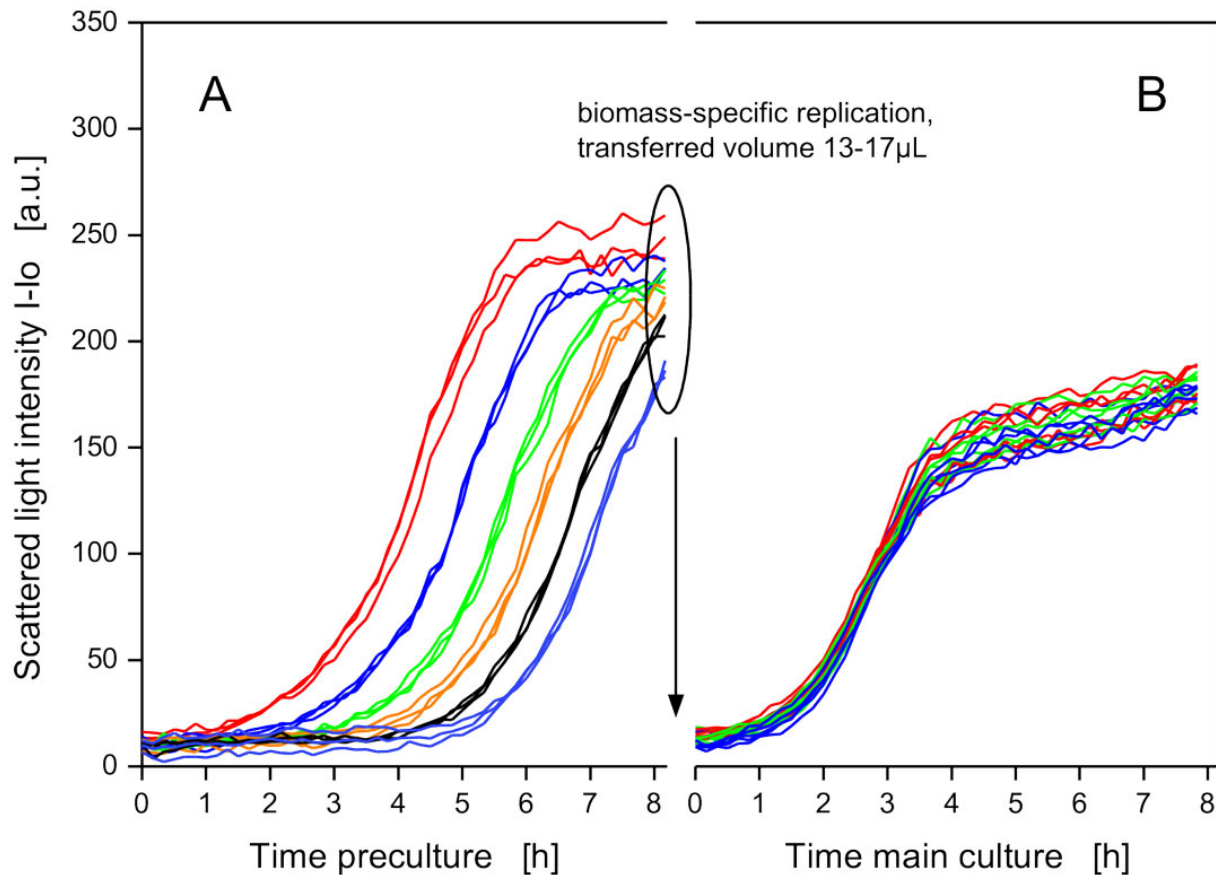 350
300
250
200
150
100
50
0
Scattered light intensity I-Io [a.u.]
A
biomass-specific replication,
transferred volume 13-17µL
B
0 1 2 3 4 5 6 7 8
0 1 2 3 4 5 6 7 8
Time preculture [h]
Time main culture [h]